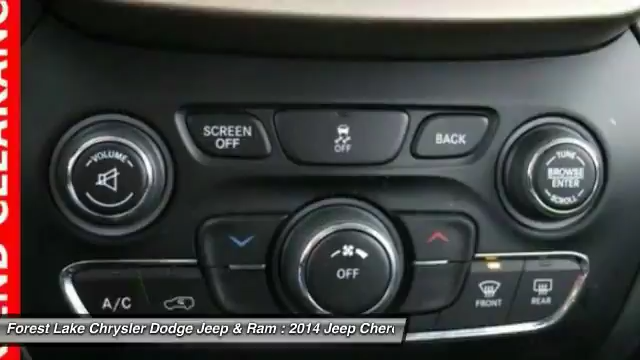 SCREEN
OFF
OFF
BACK
VOLUME
TUNE
BROWSE
ENTER
SCROLL
OFF
A/C
FRONT
REAR
Forest Lake Chrysler Dodge Jeep & Ram : 2014 Jeep Cher